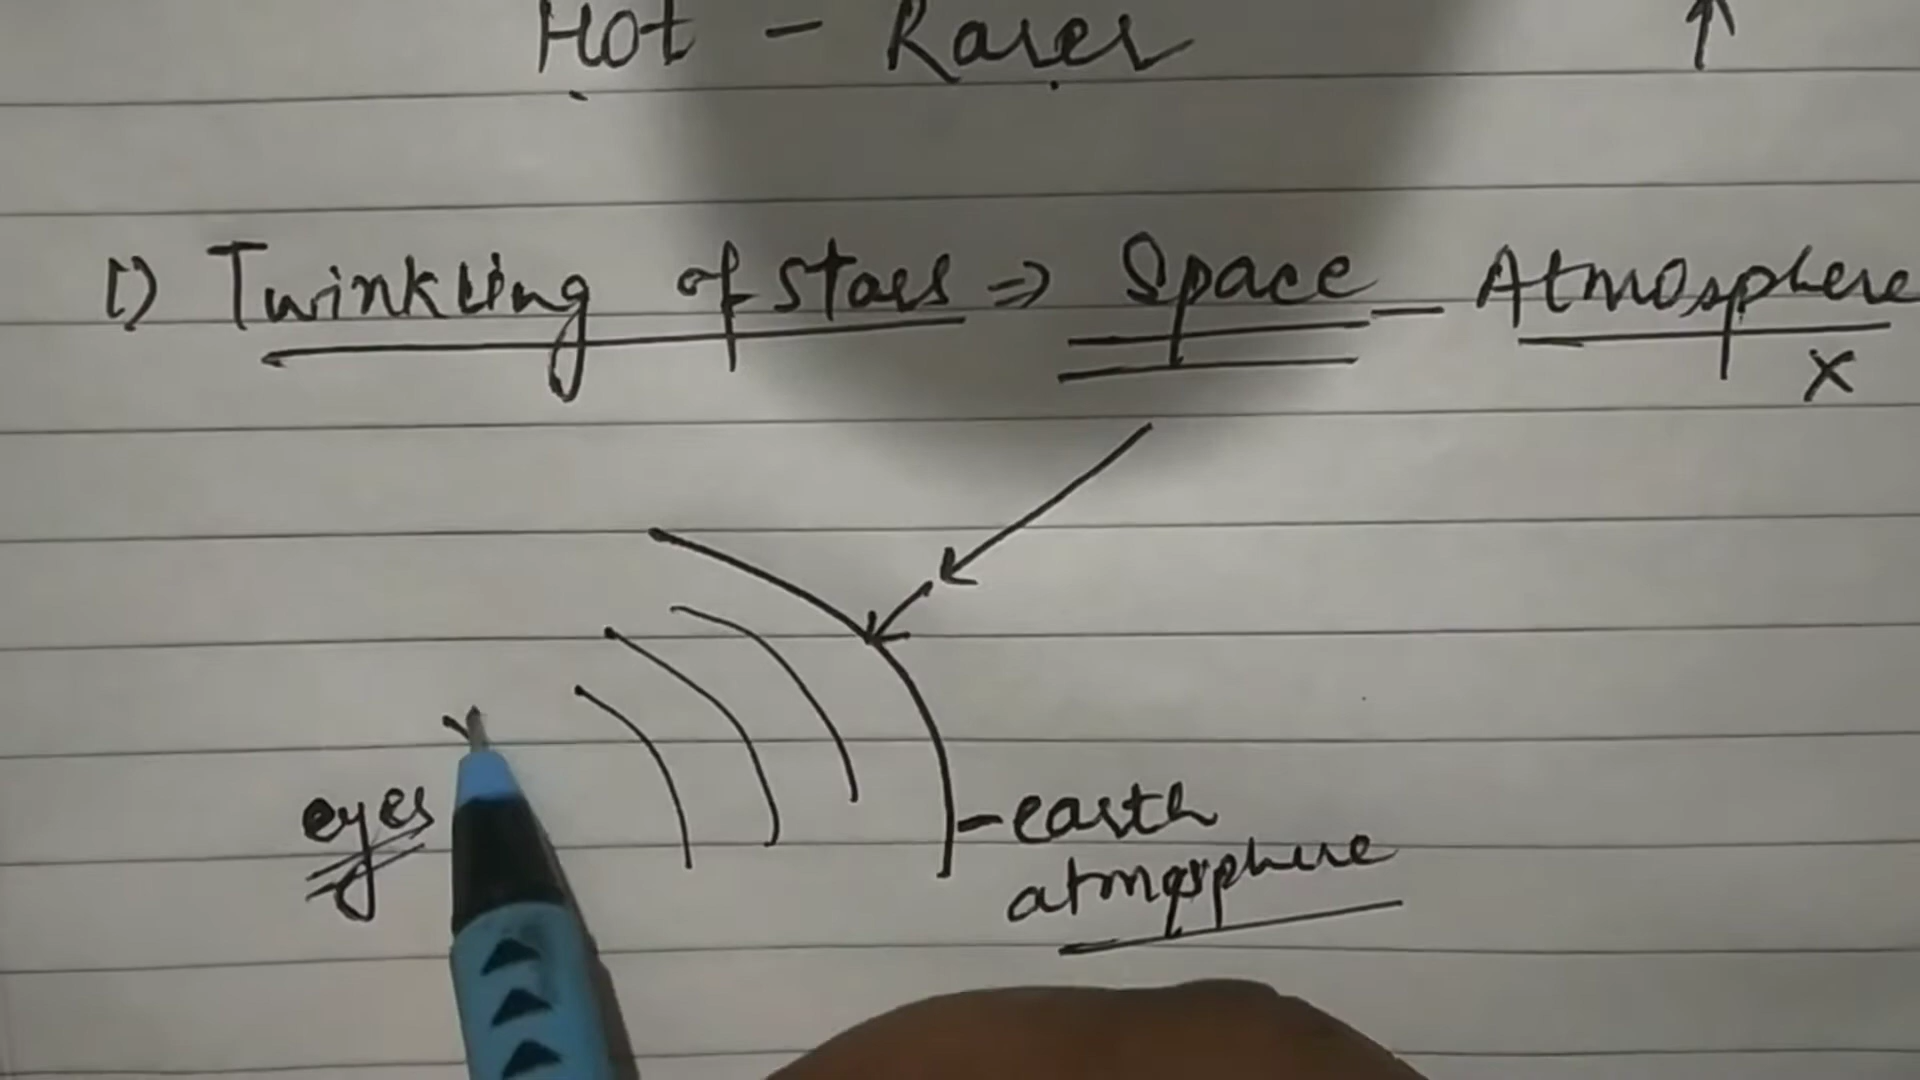 Hot - Rarer ↑
1) Twinkling of stars ⇒ Space - Atmosphere
x
eyes
- earth
atmosphere